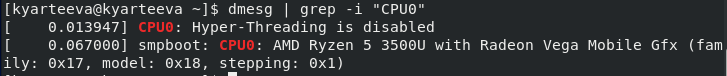 [kyarteeva@kyarteeva ~]$ dmesg | grep -i "CPU0"
[    0.013947] CPU0: Hyper-Threading is disabled
[    0.067000] smpboot: CPU0: AMD Ryzen 5 3500U with Radeon Vega Mobile Gfx (fam
ily: 0x17, model: 0x18, stepping: 0x1)